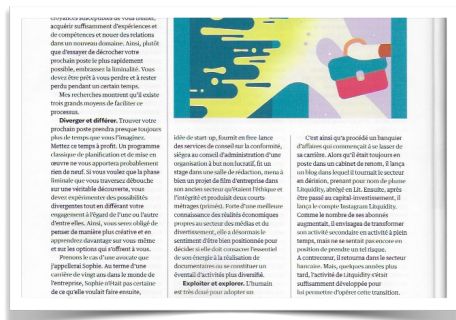 croyances susceptibles de vous freiner,
acquérir suffisamment d'expériences et
de compétences et nouer des relations
dans un nouveau domaine. Ainsi, plutôt
que d'essayer de décrocher votre
prochain poste le plus rapidement
possible, embrassez la liminalité. Vous
devez être prêt à vous perdre et à rester
perdu pendant un certain temps.
Mes recherches montrent qu'il existe
trois grands moyens de faciliter ce
processus.
Diverger et différer. Trouver votre
prochain poste prendra presque toujours
plus de temps que vous l'imaginez.
Mettez ce temps à profit. Un programme
classique de planification et de mise en
œuvre ne vous apportera probablement
rien de neuf. Si vous voulez que la phase
liminale que vous traversez débouche
sur une véritable découverte, vous
devez expérimenter des possibilités
divergentes tout en différant votre
engagement à l'égard de l'une ou l'autre
d'entre elles. Ainsi, vous serez obligé de
penser de manière plus créative et en
apprendrez davantage sur vous-même
et sur les options qui s'offrent à vous.
Prenons le cas d'une avocate que
j'appellerai Sophie. Au terme d'une
carrière de vingt ans dans le monde de
l'entreprise, Sophie n'était pas certaine
de ce qu'elle voulait faire ensuite,
idée de start-up, fournit en free-lance
des services de conseil sur la conformité,
siégea au conseil d'administration d'une
organisation à but non lucratif, fit un
stage dans une salle de rédaction, mena à
bien un projet de film d'entreprise dans
son ancien secteur qu'étaient l'éthique et
l'intégrité et produisit deux courts
métrages (primés). Forte d'une meilleure
connaissance des réalités économiques
propres au secteur des médias et du
divertissement, elle a désormais le
sentiment d'être bien positionnée pour
décider si elle doit consacrer l'essentiel
de son énergie à la réalisation de
documentaires ou se constituer un
éventail d'activités plus diversifié.
Exploiter et explorer. L'humain
est très doué pour adopter un
C'est ainsi qu'a procédé un banquier
d'affaires qui commençait à se lasser de
sa carrière. Alors qu'il était toujours en
poste dans un cabinet de renom, il lança
un blog dans lequel il tournait le secteur
en dérision, prenant pour nom de plume
Litquidity, abrégé en Lit. Ensuite, après
être passé au capital-investissement, il
lança le compte Instagram Litquidity.
Comme le nombre de ses abonnés
augmentait, il envisagea de transformer
son activité secondaire en activité à plein
temps, mais ne se sentait pas encore en
position de prendre un tel risque.
A contrecœur, il retourna dans le secteur
bancaire. Mais, quelques années plus
tard, l'activité de Litquidity s'était
suffisamment développée pour
lui permettre d'opérer cette transition.